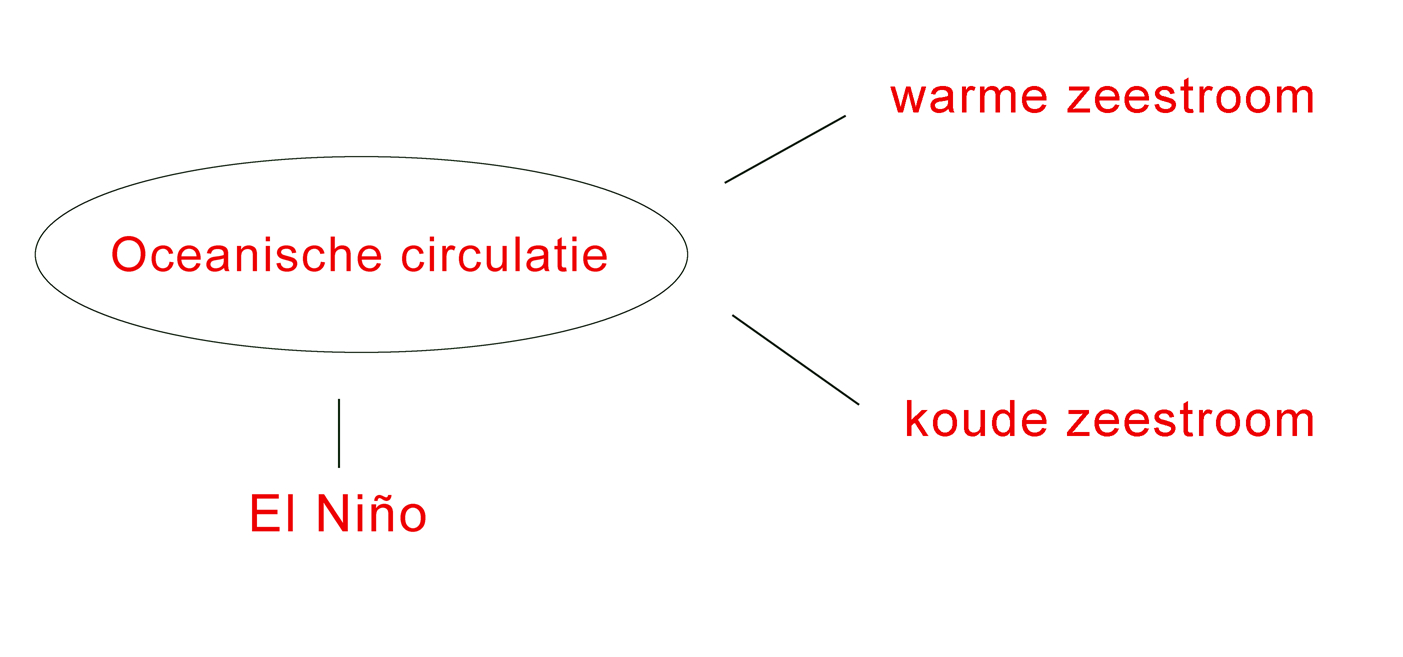 warme zeestroom
Oceanische circulatie
koude zeestroom
El Niño